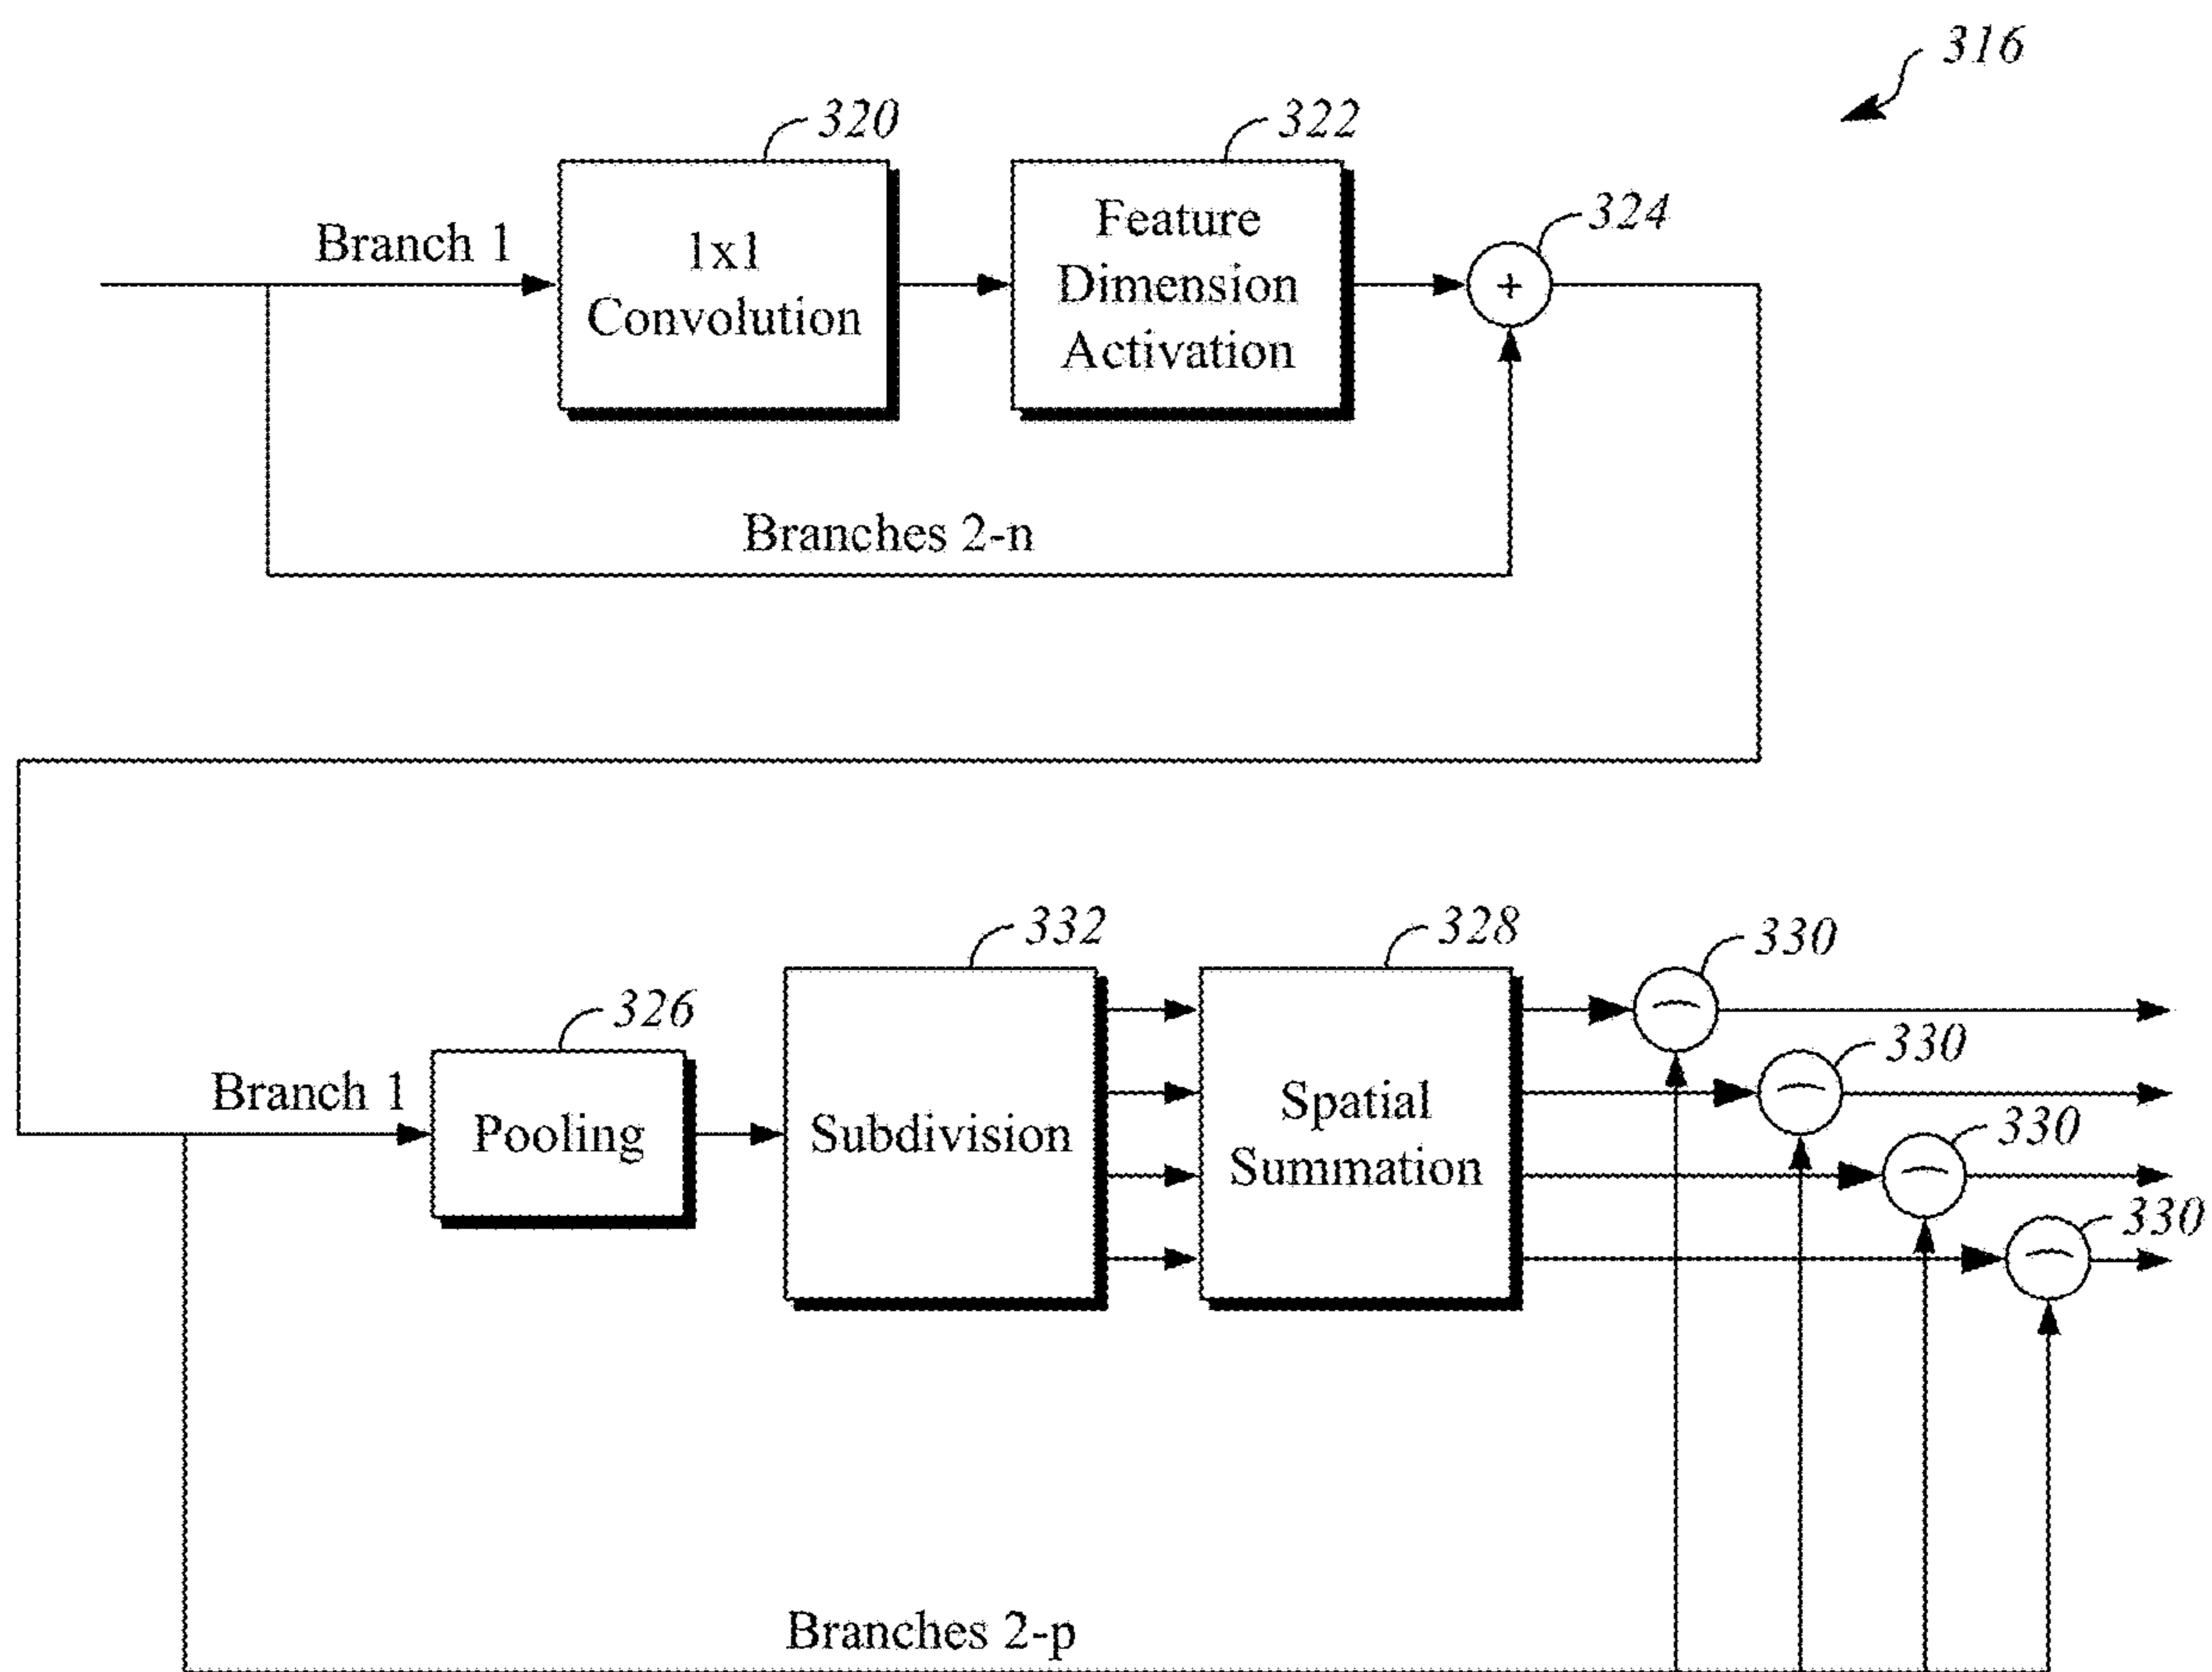 316
320
322
324
Branch 1
1x1
Convolution
Feature
Dimension
Activation
+
Branches 2-n
332
328
330
326
330
Branch 1
Pooling
Subdivision
Spatial
Summation
330
330
Branches 2-p